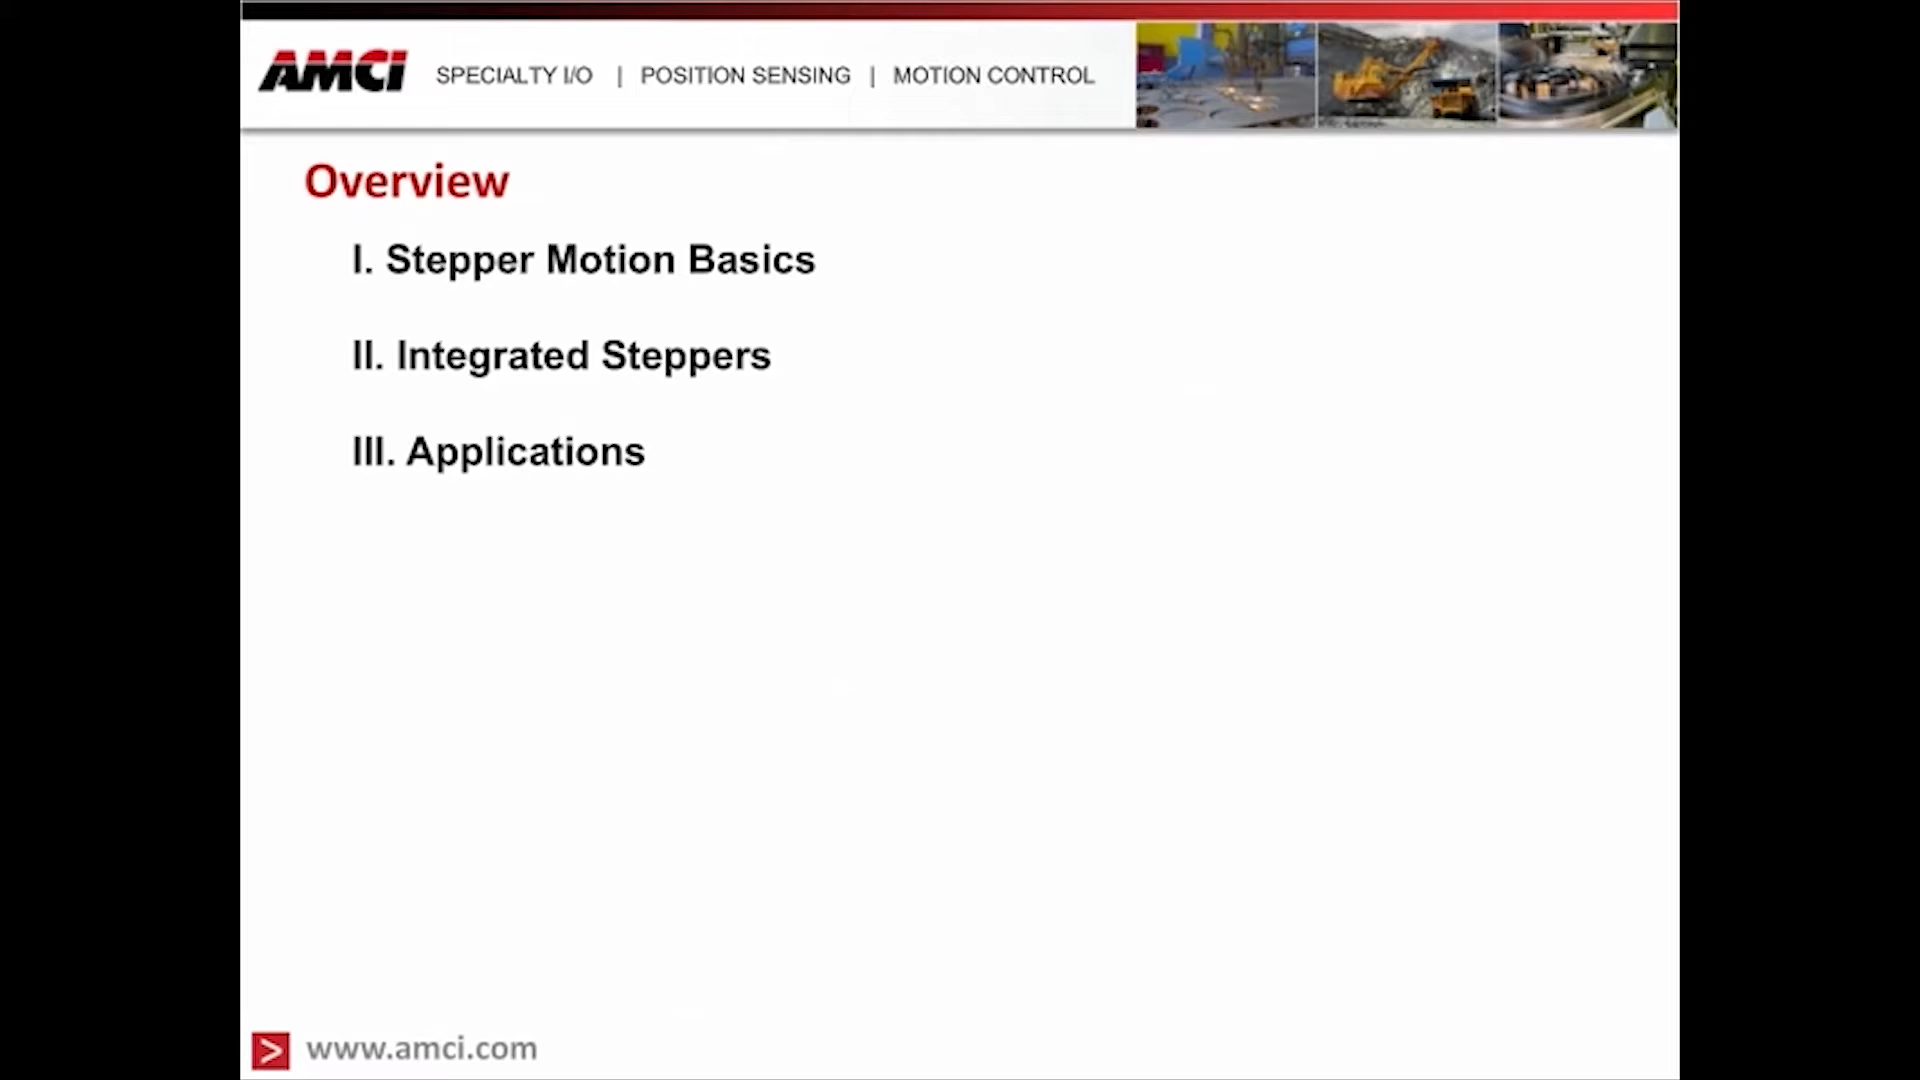 AMCI SPECIALTY I/O | POSITION SENSING | MOTION CONTROL
Overview
I. Stepper Motion Basics
II. Integrated Steppers
III. Applications
> www.amci.com